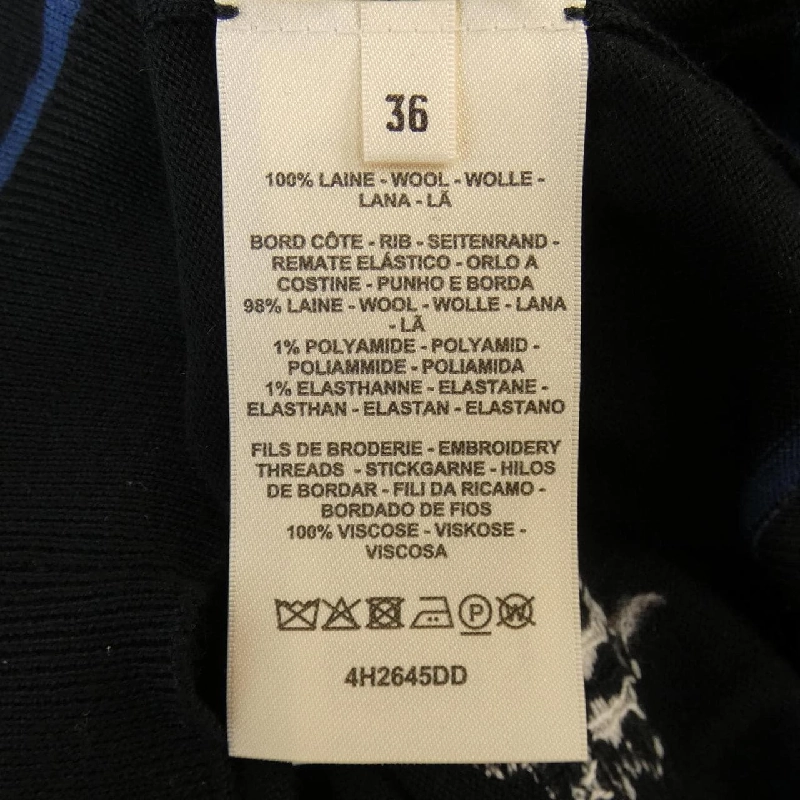 36
100% LAINE - WOOL - WOLLE -
LANA - LÃ
BORD CÔTE - RIB - SEITENRAND -
REMATE ELÁSTICO - ORLO A
COSTINE - PUNHO E BORDA
98% LAINE - WOOL - WOLLE - LANA
- LÃ
1% POLYAMIDE - POLYAMID -
POLIAMMIDE - POLIAMIDA
1% ELASTHANNE - ELASTANE -
ELASTHAN - ELASTAN - ELASTANO
FILS DE BRODERIE - EMBROIDERY
THREADS - STICKGARNE - HILOS
DE BORDAR - FILI DA RICAMO -
BORDADO DE FIOS
100% VISCOSE - VISKOSE -
VISCOSA
P W
4H2645DD